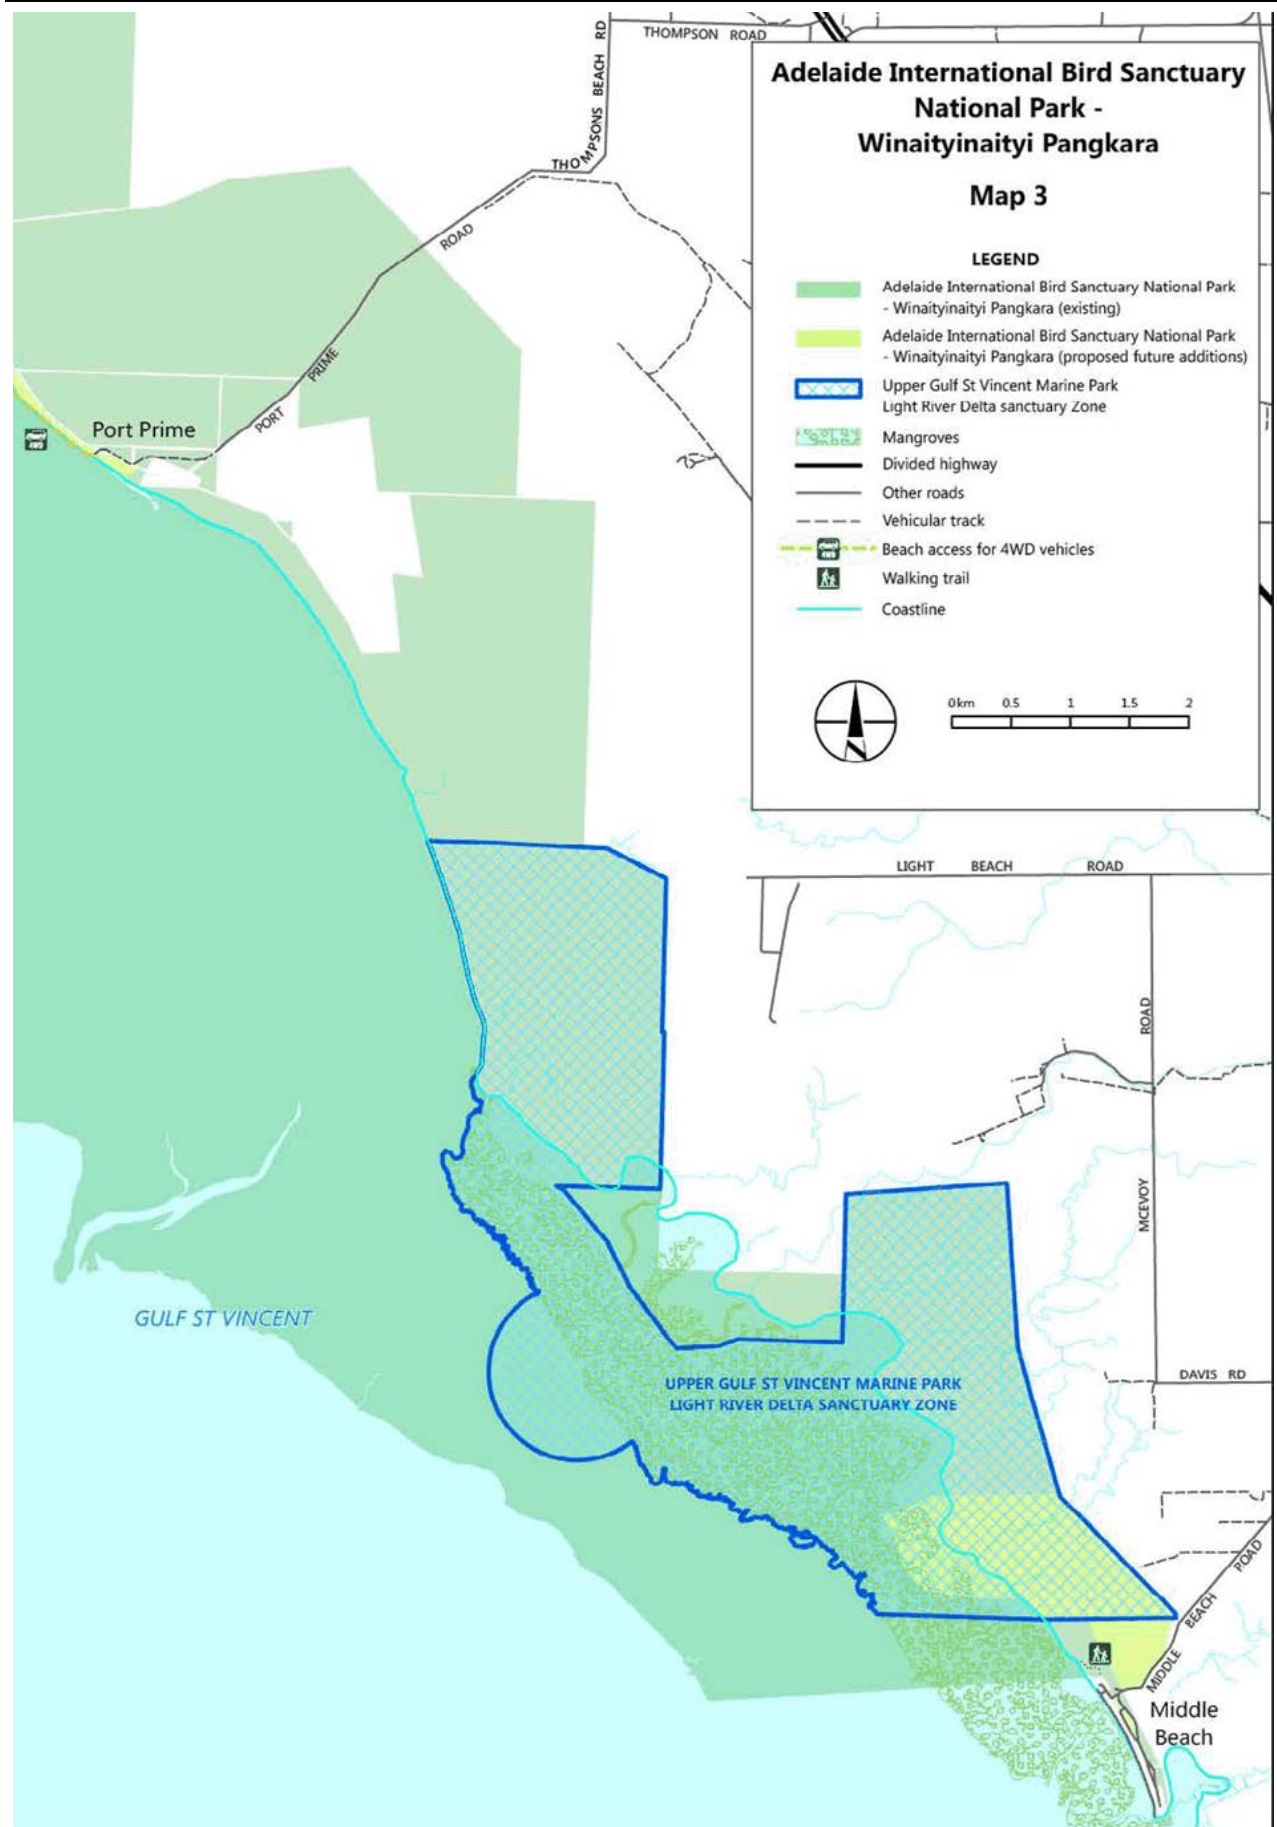 THOMPSON ROAD
THOMPSONS BEACH RD
Adelaide International Bird Sanctuary
National Park -
Winaityinaityi Pangkara
Map 3
LEGEND
Adelaide International Bird Sanctuary National Park
- Winaityinaityi Pangkara (existing)
Adelaide International Bird Sanctuary National Park
- Winaityinaityi Pangkara (proposed future additions)
Upper Gulf St Vincent Marine Park
Light River Delta sanctuary Zone
Mangroves
Divided highway
Other roads
Vehicular track
4WD
Beach access for 4WD vehicles
Walking trail
Coastline
N
0km 0.5 1 1.5 2
PORT PRIME ROAD
4WD
Port Prime
LIGHT BEACH ROAD
MCEVOY ROAD
GULF ST VINCENT
DAVIS RD
UPPER GULF ST VINCENT MARINE PARK
LIGHT RIVER DELTA SANCTUARY ZONE
MIDDLE BEACH ROAD
Middle
Beach